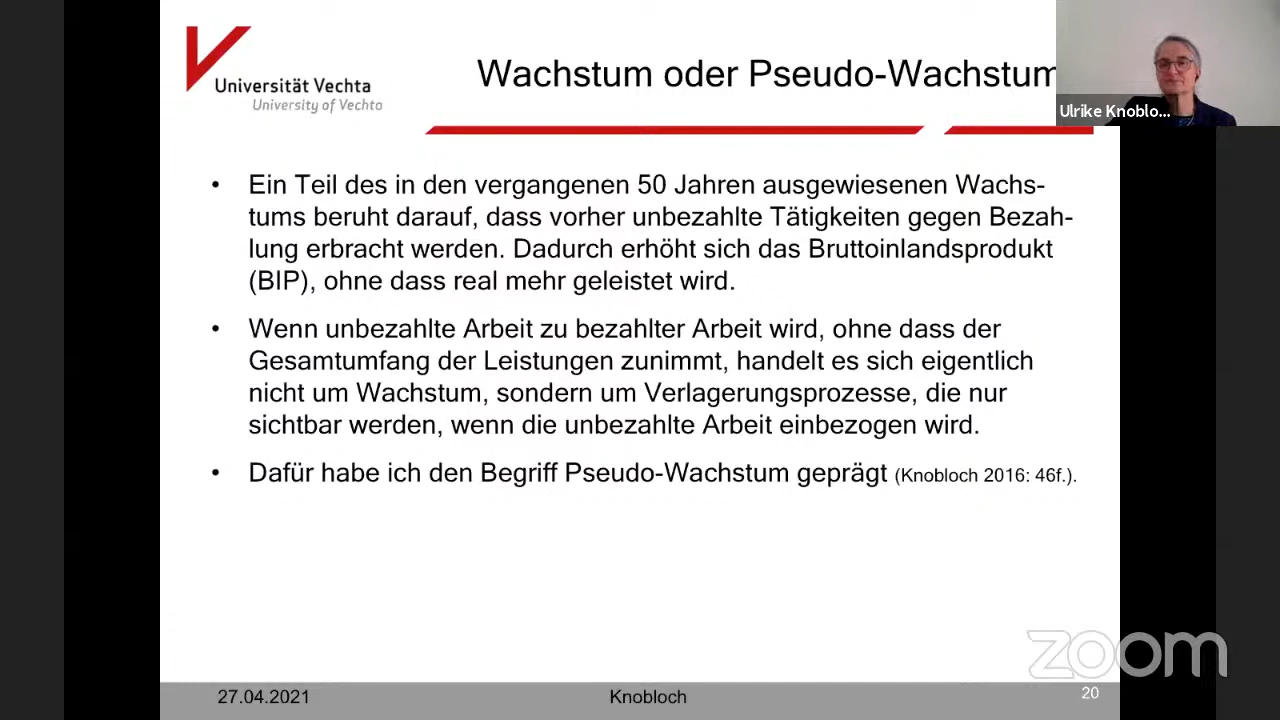 Universität Vechta
University of Vechta
Wachstum oder Pseudo-Wachstum
Ulrike Knoblo...
• Ein Teil des in den vergangenen 50 Jahren ausgewiesenen Wachs-
tums beruht darauf, dass vorher unbezahlte Tätigkeiten gegen Bezah-
lung erbracht werden. Dadurch erhöht sich das Bruttoinlandsprodukt
(BIP), ohne dass real mehr geleistet wird.
• Wenn unbezahlte Arbeit zu bezahlter Arbeit wird, ohne dass der
Gesamtumfang der Leistungen zunimmt, handelt es sich eigentlich
nicht um Wachstum, sondern um Verlagerungsprozesse, die nur
sichtbar werden, wenn die unbezahlte Arbeit einbezogen wird.
• Dafür habe ich den Begriff Pseudo-Wachstum geprägt (Knobloch 2016: 46f.).
zoom
27.04.2021
Knobloch
20